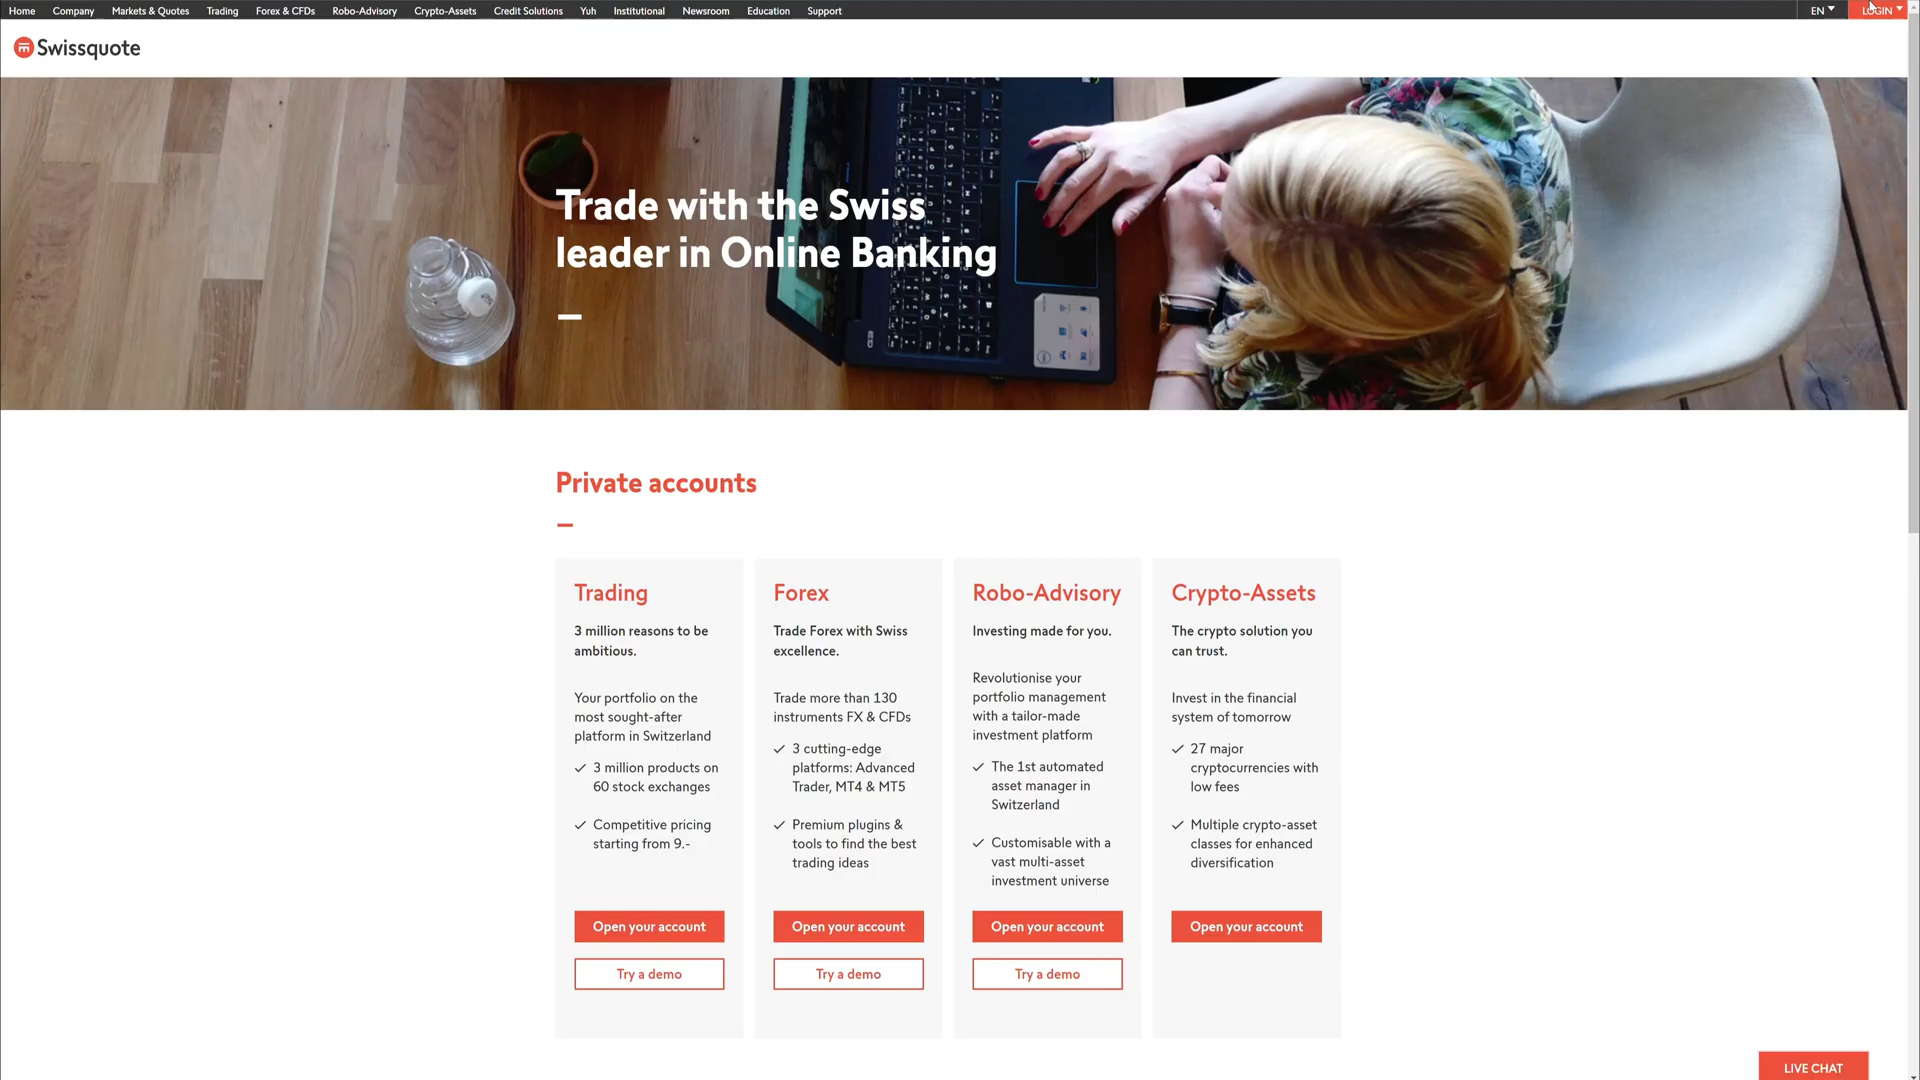 Home Company Markets & Quotes Trading Forex & CFDs Robo-Advisory Crypto-Assets Credit Solutions Yuh Institutional Newsroom Education Support EN LOGIN
Swissquote
Trade with the Swiss
leader in Online Banking
Private accounts
Trading
3 million reasons to be
ambitious.
Your portfolio on the
most sought-after
platform in Switzerland
3 million products on
60 stock exchanges
Competitive pricing
starting from 9.-
Open your account
Try a demo
Forex
Trade Forex with Swiss
excellence.
Trade more than 130
instruments FX & CFDs
3 cutting-edge
platforms: Advanced
Trader, MT4 & MT5
Premium plugins &
tools to find the best
trading ideas
Open your account
Try a demo
Robo-Advisory
Investing made for you.
Revolutionise your
portfolio management
with a tailor-made
investment platform
The 1st automated
asset manager in
Switzerland
Customisable with a
vast multi-asset
investment universe
Open your account
Try a demo
Crypto-Assets
The crypto solution you
can trust.
Invest in the financial
system of tomorrow
27 major
cryptocurrencies with
low fees
Multiple crypto-asset
classes for enhanced
diversification
Open your account
LIVE CHAT